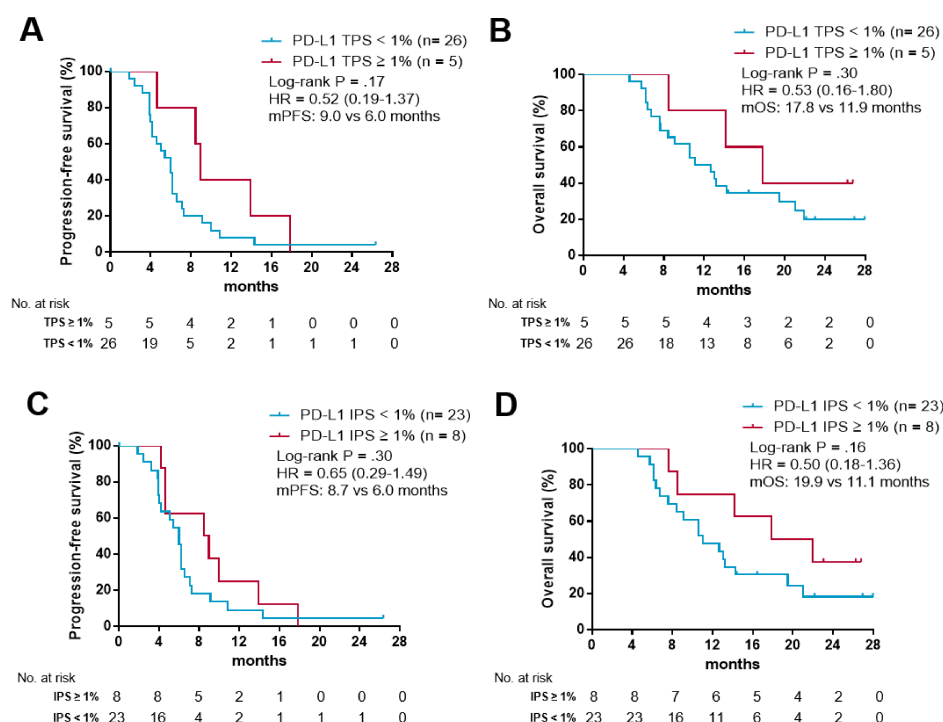 A
PD-L1 TPS < 1% (n= 26)
PD-L1 TPS ≥ 1% (n = 5)
Log-rank P = .17
HR = 0.52 (0.19-1.37)
mPFS: 9.0 vs 6.0 months
Progression-free survival (%)
100
80
60
40
20
0 4 8 12 16 20 24 28
months
No. at risk
TPS ≥ 1% 5 5 4 2 1 0 0 0
TPS < 1% 26 19 5 2 1 1 1 0
B
PD-L1 TPS < 1% (n= 26)
PD-L1 TPS ≥ 1% (n = 5)
Log-rank P = .30
HR = 0.53 (0.16-1.80)
mOS: 17.8 vs 11.9 months
Overall survival (%)
100
80
60
40
20
0
0 4 8 12 16 20 24 28
months
TPS ≥ 1% 5 5 5 4 3 2 2 0
TPS < 1% 26 26 18 13 8 6 2 0
C
PD-L1 IPS < 1% (n= 23)
PD-L1 IPS ≥ 1% (n = 8)
Log-rank P = .30
HR = 0.65 (0.29-1.49)
mPFS: 8.7 vs 6.0 months
Progression-free survival (%)
100
80
60
40
20
0
0 4 8 12 16 20 24 28
months
No. at risk
IPS ≥ 1% 8 8 5 2 1 0 0 0
IPS < 1% 23 16 4 2 1 1 1 0
D
PD-L1 IPS < 1% (n= 23)
PD-L1 IPS ≥ 1% (n = 8)
Log-rank P = .16
HR = 0.50 (0.18-1.36)
mOS: 19.9 vs 11.1 months
Overall survival (%)
100
80
60
40
20
0
0 4 8 12 16 20 24 28
months
No. at risk
IPS ≥ 1% 8 8 7 6 5 4 2 0
IPS < 1% 23 23 16 11 6 4 2 0